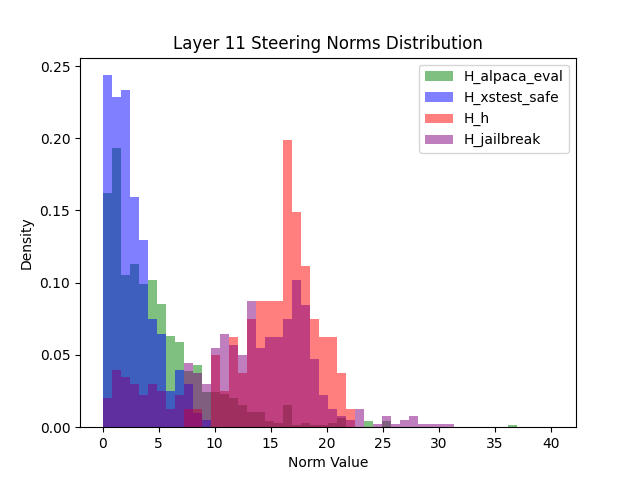 Layer 11 Steering Norms Distribution
H_alpaca_eval
H_xstest_safe
H_h
H_jailbreak
0.25
0.20
0.15
0.10
0.05
0.00
Density
0 5 10 15 20 25 30 35 40
Norm Value